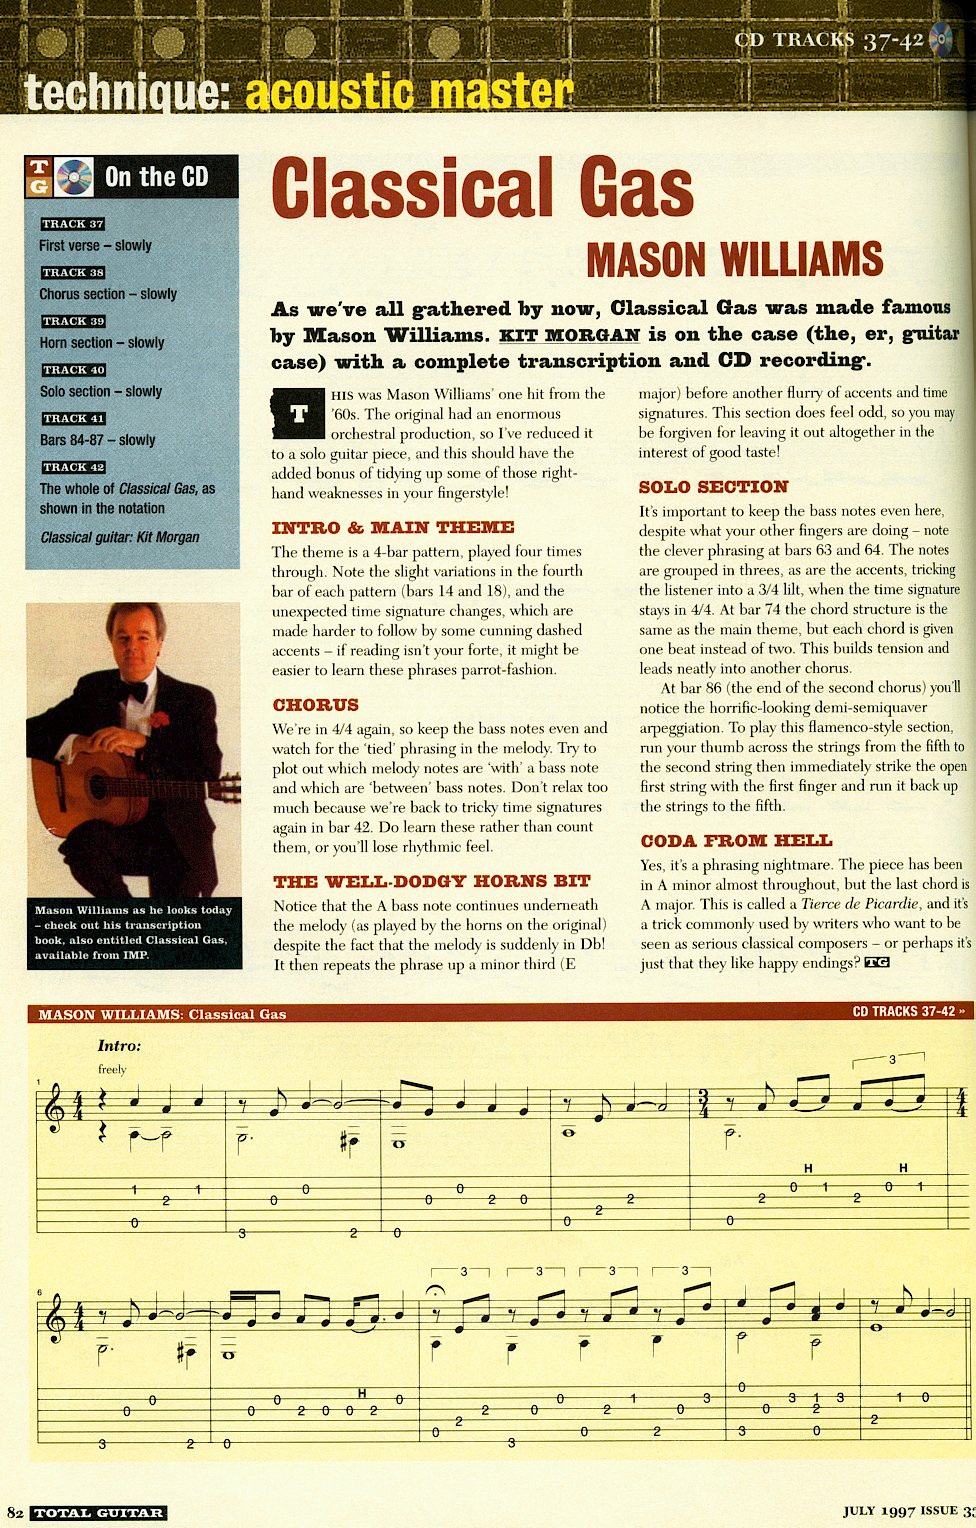 CD TRACKS 37-42
technique: acoustic master
TG On the CD
TRACK 37
First verse – slowly
TRACK 38
Chorus section – slowly
TRACK 39
Horn section – slowly
TRACK 40
Solo section – slowly
TRACK 41
Bars 84-87 – slowly
TRACK 42
The whole of Classical Gas, as
shown in the notation
Classical guitar: Kit Morgan
Mason Williams as he looks today
– check out his transcription
book, also entitled Classical Gas,
available from IMP.
Classical Gas
MASON WILLIAMS
As we've all gathered by now, Classical Gas was made famous
by Mason Williams. KIT MORGAN is on the case (the, er, guitar
case) with a complete transcription and CD recording.
THIS was Mason Williams' one hit from the
'60s. The original had an enormous
orchestral production, so I've reduced it
to a solo guitar piece, and this should have the
added bonus of tidying up some of those right-
hand weaknesses in your fingerstyle!
INTRO & MAIN THEME
The theme is a 4-bar pattern, played four times
through. Note the slight variations in the fourth
bar of each pattern (bars 14 and 18), and the
unexpected time signature changes, which are
made harder to follow by some cunning dashed
accents – if reading isn't your forte, it might be
easier to learn these phrases parrot-fashion.
CHORUS
We're in 4/4 again, so keep the bass notes even and
watch for the 'tied' phrasing in the melody. Try to
plot out which melody notes are 'with' a bass note
and which are 'between' bass notes. Don't relax too
much because we're back to tricky time signatures
again in bar 42. Do learn these rather than count
them, or you'll lose rhythmic feel.
THE WELL-DODGY HORNS BIT
Notice that the A bass note continues underneath
the melody (as played by the horns on the original)
despite the fact that the melody is suddenly in Db!
It then repeats the phrase up a minor third (E
major) before another flurry of accents and time
signatures. This section does feel odd, so you may
be forgiven for leaving it out altogether in the
interest of good taste!
SOLO SECTION
It's important to keep the bass notes even here,
despite what your other fingers are doing – note
the clever phrasing at bars 63 and 64. The notes
are grouped in threes, as are the accents, tricking
the listener into a 3/4 lilt, when the time signature
stays in 4/4. At bar 74 the chord structure is the
same as the main theme, but each chord is given
one beat instead of two. This builds tension and
leads neatly into another chorus.
At bar 86 (the end of the second chorus) you'll
notice the horrific-looking demi-semiquaver
arpeggiation. To play this flamenco-style section,
run your thumb across the strings from the fifth to
the second string then immediately strike the open
first string with the first finger and run it back up
the strings to the fifth.
CODA FROM HELL
Yes, it's a phrasing nightmare. The piece has been
in A minor almost throughout, but the last chord is
A major. This is called a Tierce de Picardie, and it's
a trick commonly used by writers who want to be
seen as serious classical composers – or perhaps it's
just that they like happy endings? TG
MASON WILLIAMS: Classical Gas
CD TRACKS 37-42 »
Intro:
freely
3
1
4 4
3 4
4 4
H H
1 1 0 0 0 1 0 1
2 0 0 2 0 2 2 2
0 0 0
3 2 0
3 3 3 3
6
4 4
H
0 0 0 0 1 3 0 3 1 3 1 0
0 0 2 0 0 2 2 0 2 0 0 2
0 2 0 2 3 0 2
3 2 0 3
82 TOTAL GUITAR
JULY 1997 ISSUE